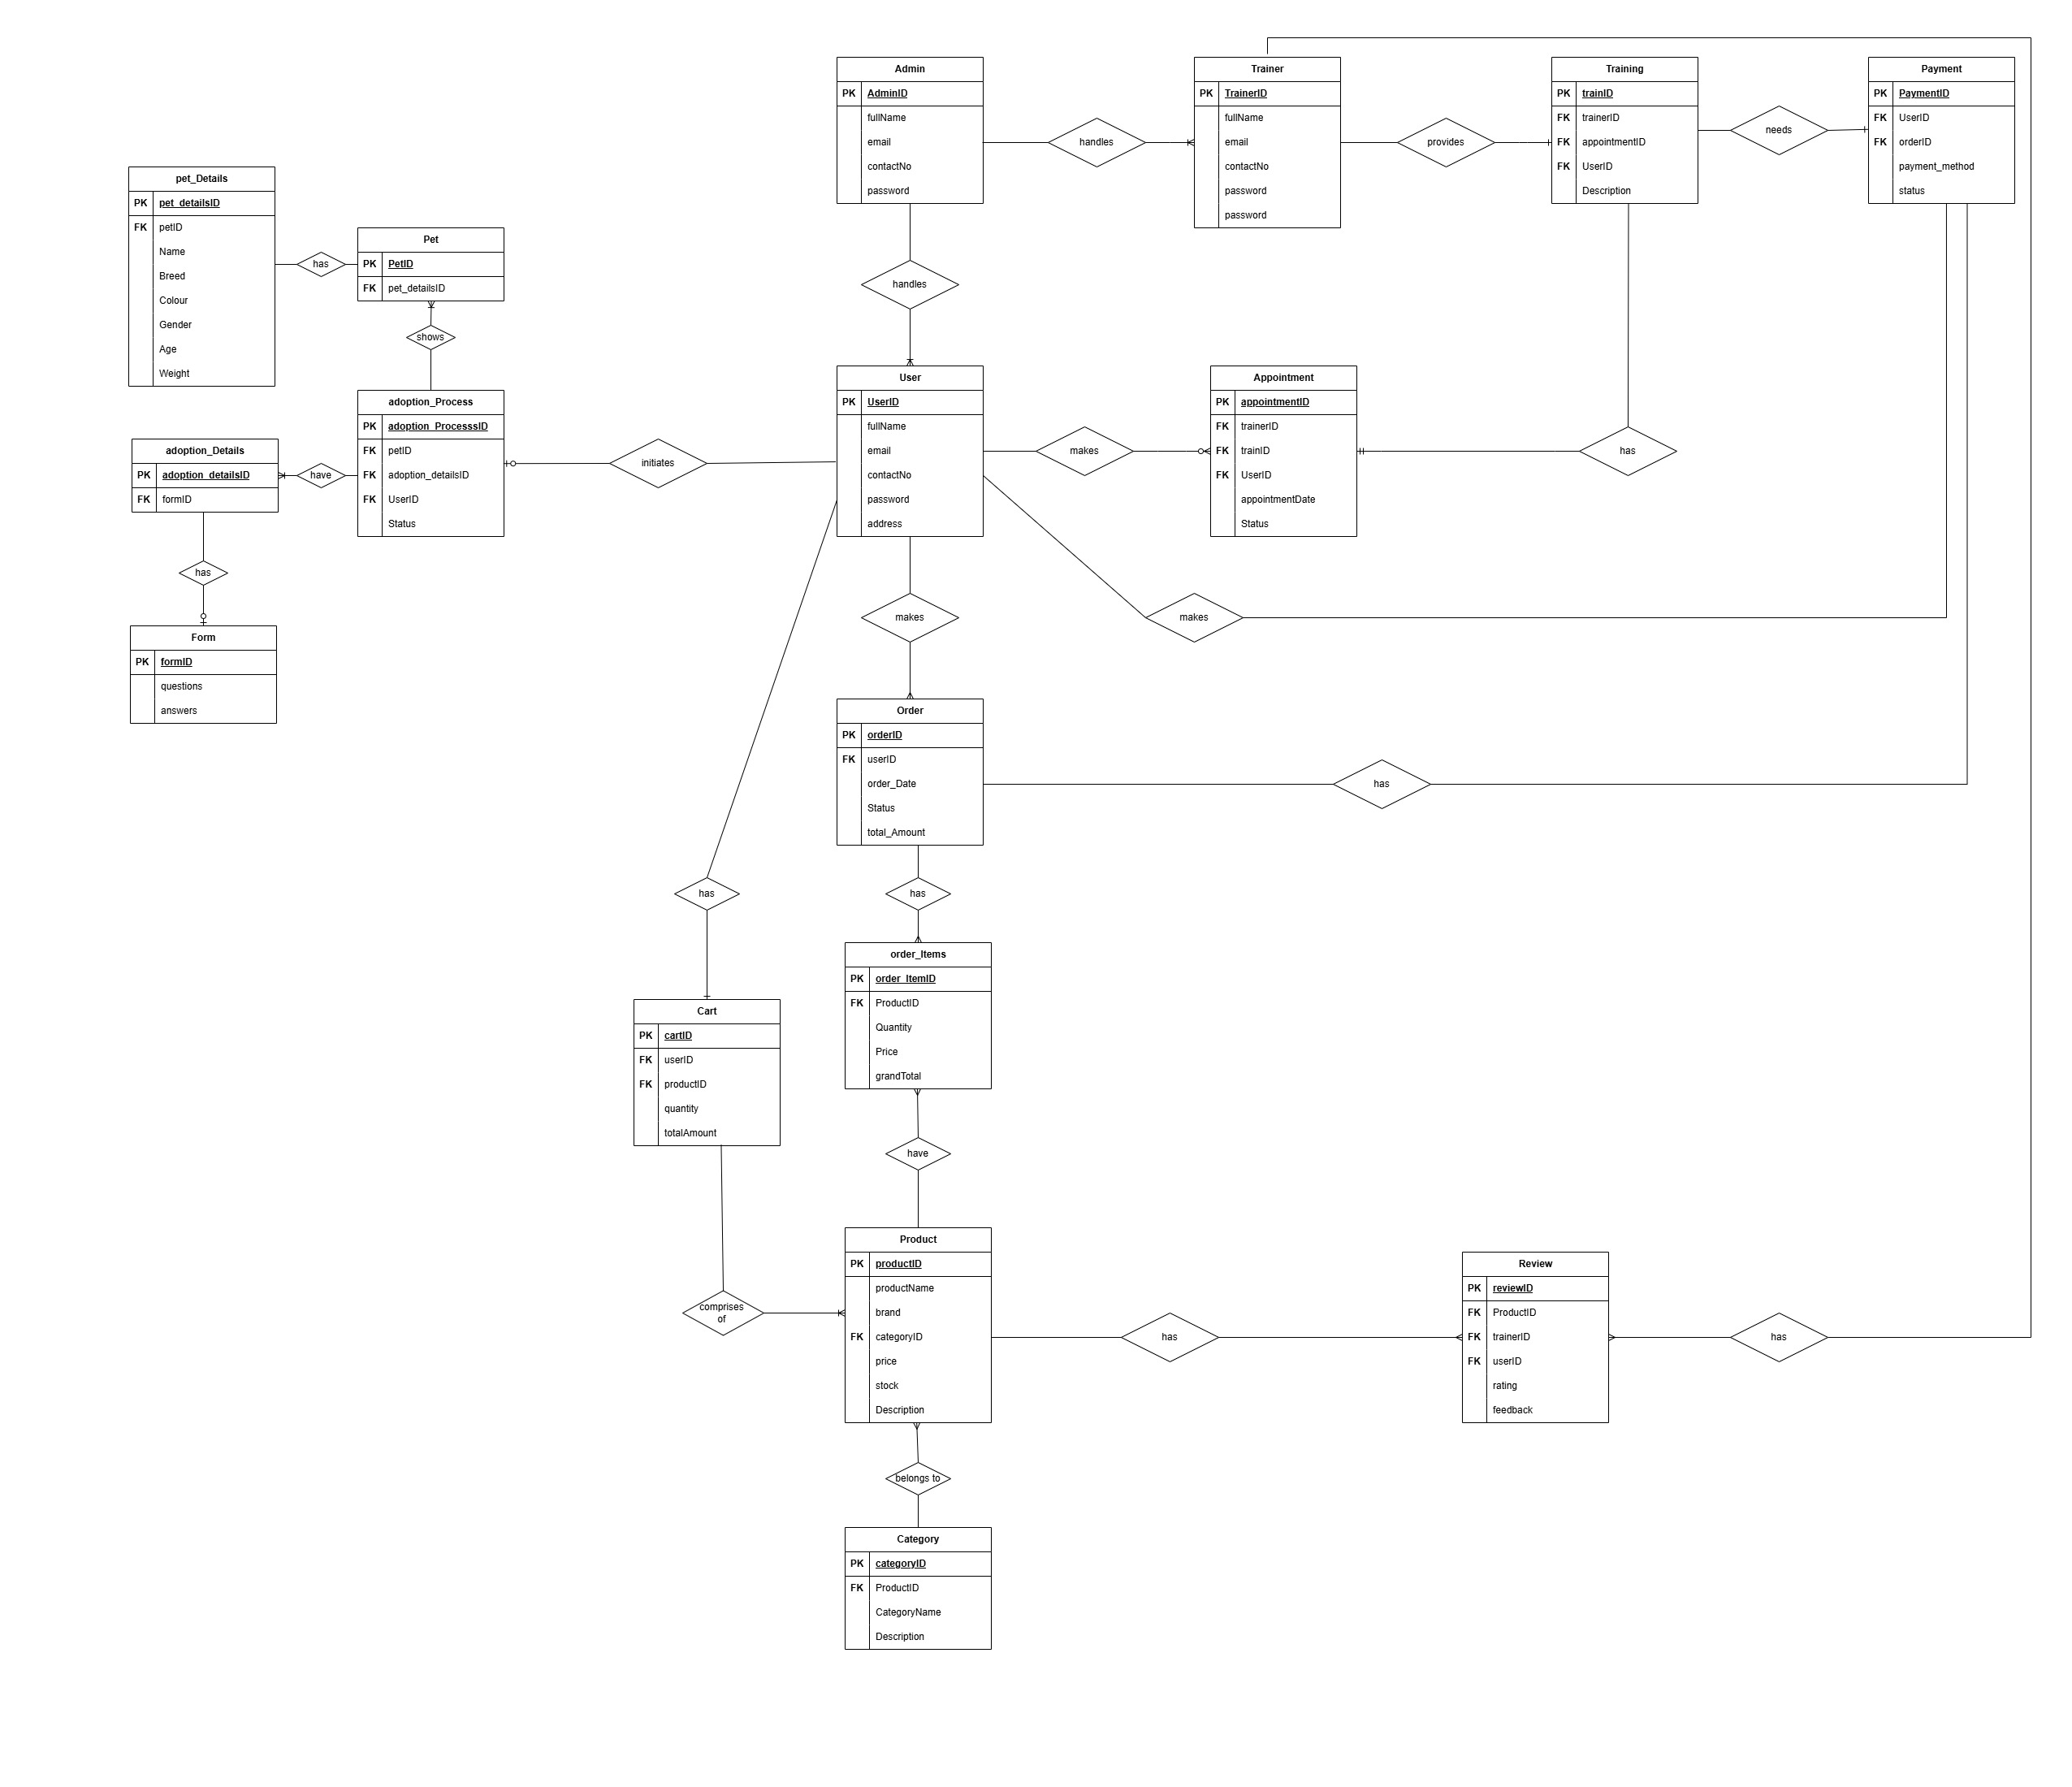 Admin
PK AdminID
fullName
email
contactNo
password
handles
Trainer
PK TrainerID
fullName
email
contactNo
password
password
provides
Training
PK trainID
FK trainerID
FK appointmentID
FK UserID
Description
needs
Payment
PK PaymentID
FK UserID
FK orderID
payment_method
status
pet_Details
PK pet_detailsID
FK petID
Name
Breed
Colour
Gender
Age
Weight
has
Pet
PK PetID
FK pet_detailsID
shows
handles
adoption_Details
PK adoption_detailsID
FK formID
have
adoption_Process
PK adoption_ProcesssID
FK petID
FK adoption_detailsID
FK UserID
Status
initiates
User
PK UserID
fullName
email
contactNo
password
address
makes
Appointment
PK appointmentID
FK trainerID
FK trainID
FK UserID
appointmentDate
Status
has
has
Form
PK formID
questions
answers
makes
makes
Order
PK orderID
FK userID
order_Date
Status
total_Amount
has
has
has
order_Items
PK order_ItemID
FK ProductID
Quantity
Price
grandTotal
Cart
PK cartID
FK userID
FK productID
quantity
totalAmount
have
comprises
of
Product
PK productID
productName
brand
FK categoryID
price
stock
Description
has
Review
PK reviewID
FK ProductID
FK trainerID
FK userID
rating
feedback
has
belongs to
Category
PK categoryID
FK ProductID
CategoryName
Description